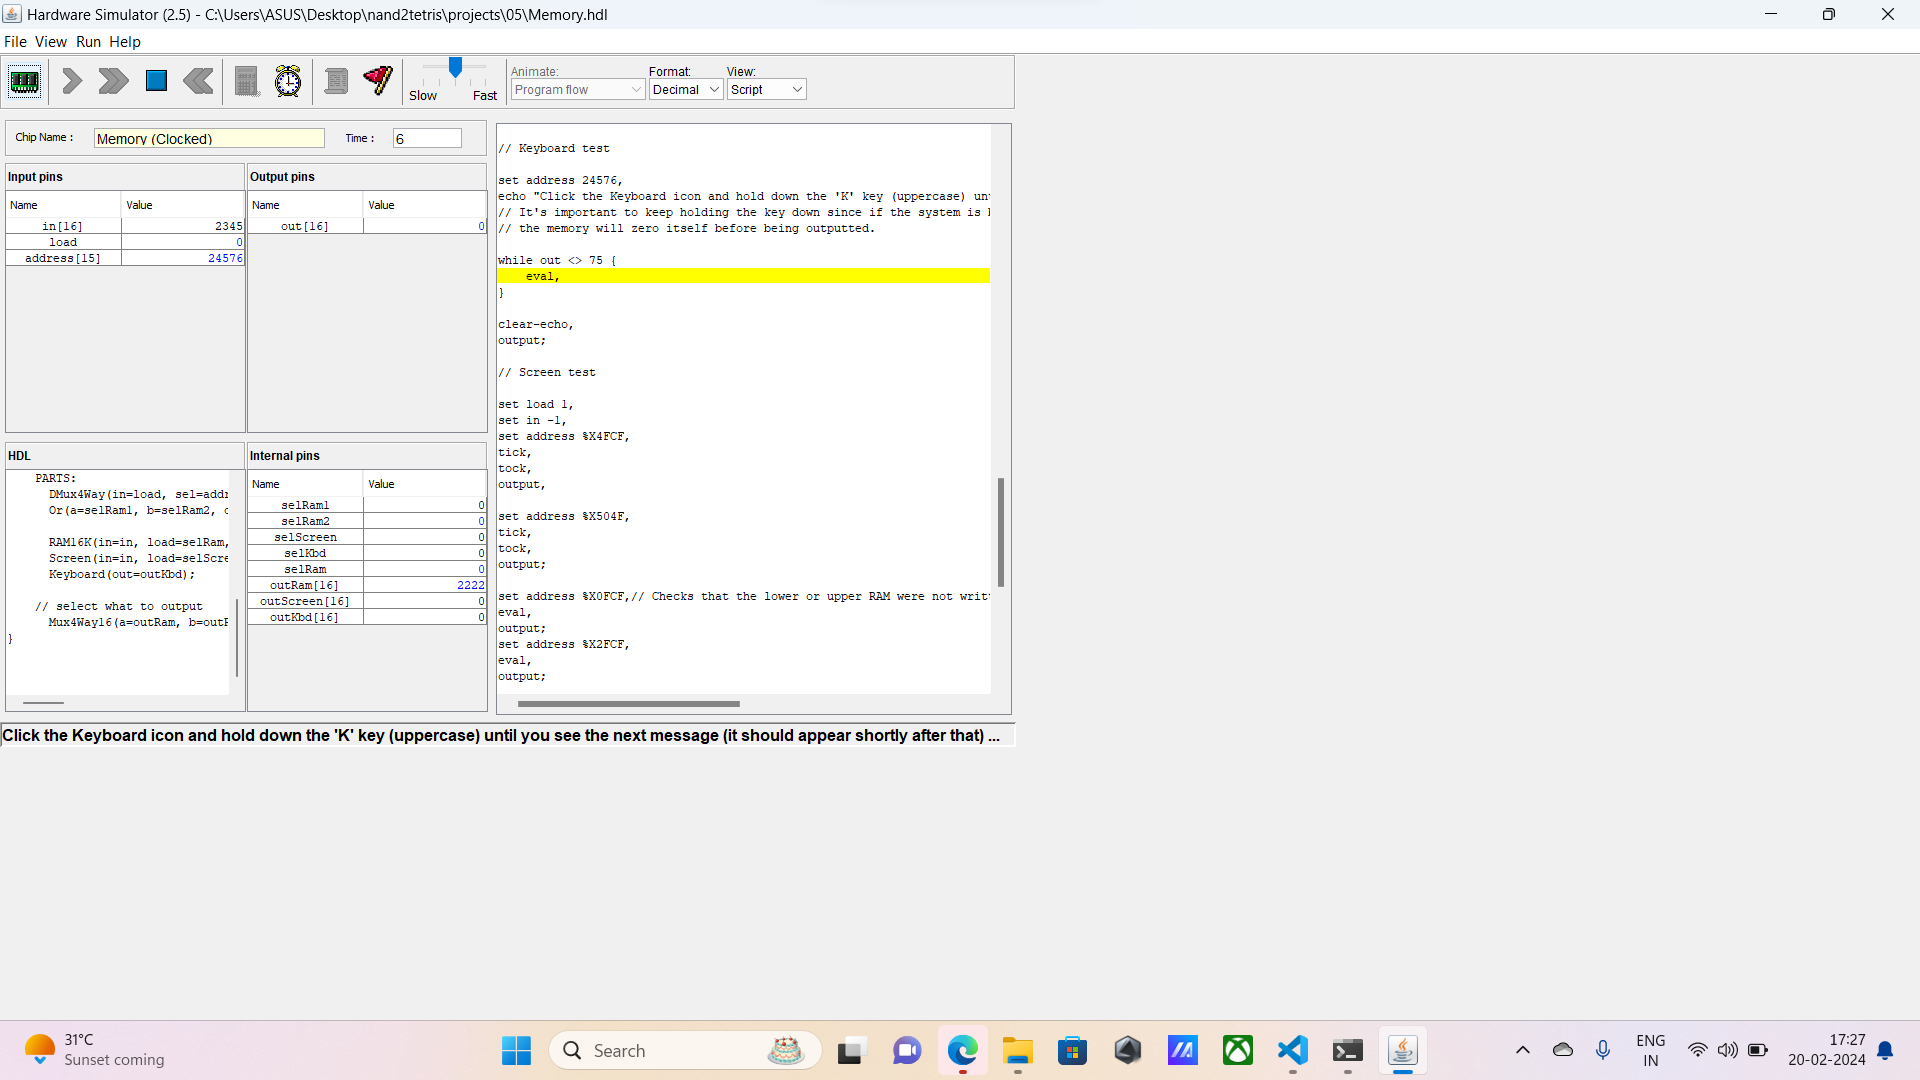 Hardware Simulator (2.5) - C:\Users\ASUS\Desktop\nand2tetris\projects\05\Memory.hdl
File View Run Help
Slow Fast
Animate: Format: View:
Program flow Decimal Script
Chip Name : Memory (Clocked) Time : 6
Input pins
Name Value
in[16] 2345
load 0
address[15] 24576
Output pins
Name Value
out[16] 0
HDL
PARTS:
DMux4Way(in=load, sel=addr
Or(a=selRam1, b=selRam2, o
RAM16K(in=in, load=selRam,
Screen(in=in, load=selScre
Keyboard(out=outKbd);
// select what to output
Mux4Way16(a=outRam, b=outR
}
Internal pins
Name Value
selRam1 0
selRam2 0
selScreen 0
selKbd 0
selRam 0
outRam[16] 2222
outScreen[16] 0
outKbd[16] 0
// Keyboard test
set address 24576,
echo "Click the Keyboard icon and hold down the 'K' key (uppercase) unt
// It's important to keep holding the key down since if the system is b
// the memory will zero itself before being outputted.
while out <> 75 {
eval,
}
clear-echo,
output;
// Screen test
set load 1,
set in -1,
set address %X4FCF,
tick,
tock,
output,
set address %X504F,
tick,
tock,
output;
set address %X0FCF,// Checks that the lower or upper RAM were not writt
eval,
output;
set address %X2FCF,
eval,
output;
Click the Keyboard icon and hold down the 'K' key (uppercase) until you see the next message (it should appear shortly after that) ...
31°C
Sunset coming
Search
ENG
IN
17:27
20-02-2024